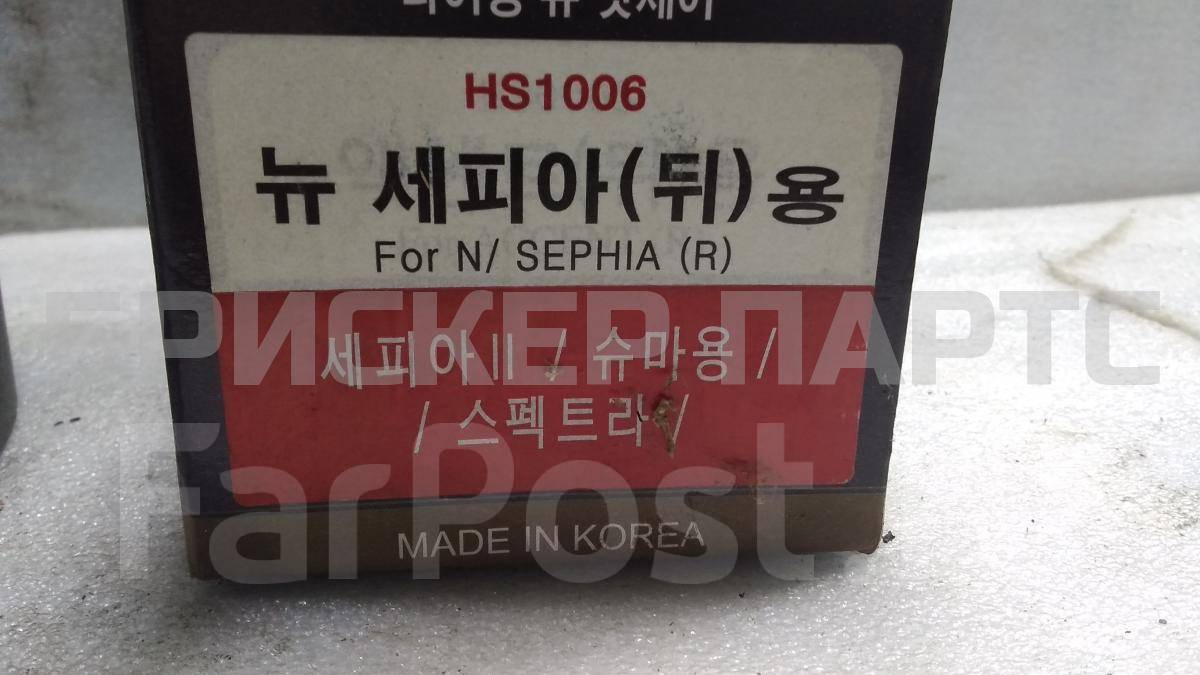 HS1006
뉴 세피아(뒤)용
For N/ SEPHIA (R)
세피아II / 슈마용 /
/ 스펙트라 /
MADE IN KOREA
БРИСКЕР ПАРТС
FarPost